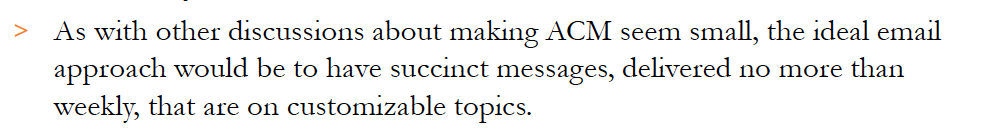 > As with other discussions about making ACM seem small, the ideal email
approach would be to have succinct messages, delivered no more than
weekly, that are on customizable topics.